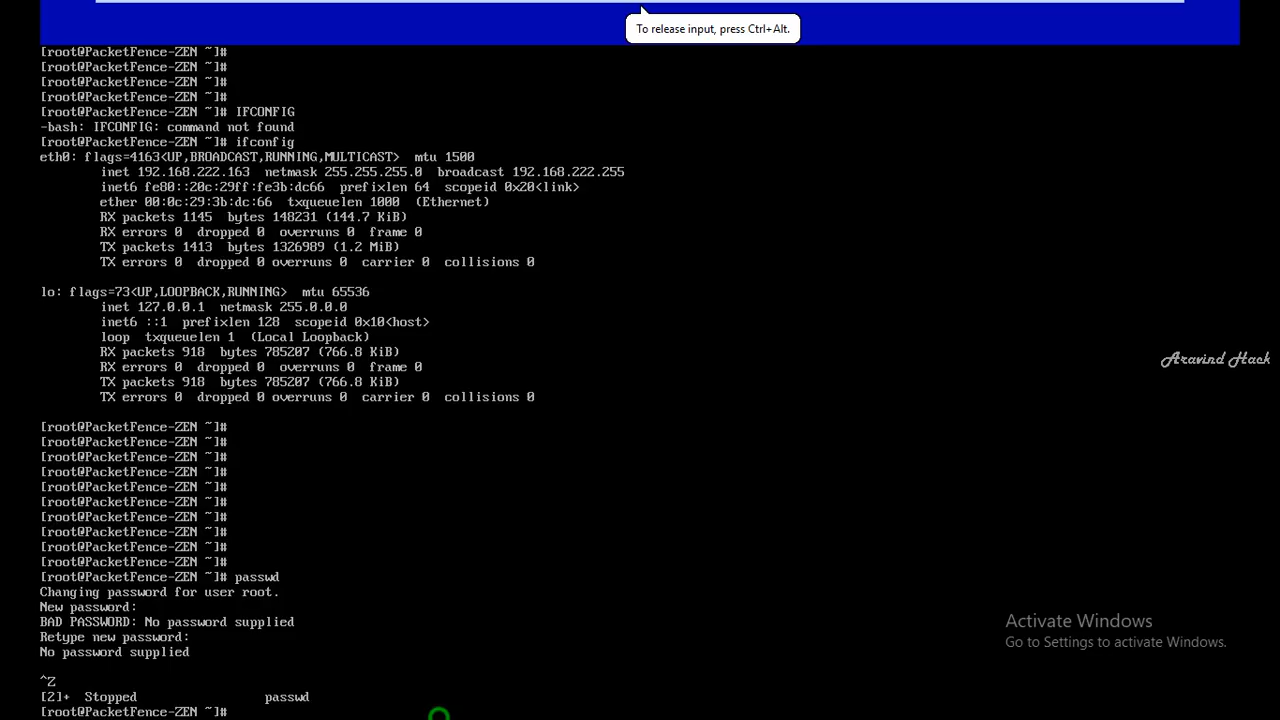 To release input, press Ctrl+Alt.
[root@PacketFence-ZEN ~]#
[root@PacketFence-ZEN ~]#
[root@PacketFence-ZEN ~]#
[root@PacketFence-ZEN ~]#
[root@PacketFence-ZEN ~]# IFCONFIG
-bash: IFCONFIG: command not found
[root@PacketFence-ZEN ~]# ifconfig
eth0: flags=4163<UP,BROADCAST,RUNNING,MULTICAST>  mtu 1500
        inet 192.168.222.163  netmask 255.255.255.0  broadcast 192.168.222.255
        inet6 fe80::20c:29ff:fe3b:dc66  prefixlen 64  scopeid 0x20<link>
        ether 00:0c:29:3b:dc:66  txqueuelen 1000  (Ethernet)
        RX packets 1145  bytes 148231 (144.7 KiB)
        RX errors 0  dropped 0  overruns 0  frame 0
        TX packets 1413  bytes 1326989 (1.2 MiB)
        TX errors 0  dropped 0 overruns 0  carrier 0  collisions 0
lo: flags=73<UP,LOOPBACK,RUNNING>  mtu 65536
        inet 127.0.0.1  netmask 255.0.0.0
        inet6 ::1  prefixlen 128  scopeid 0x10<host>
        loop  txqueuelen 1  (Local Loopback)
        RX packets 918  bytes 785207 (766.8 KiB)
        RX errors 0  dropped 0  overruns 0  frame 0
        TX packets 918  bytes 785207 (766.8 KiB)
        TX errors 0  dropped 0 overruns 0  carrier 0  collisions 0
Aravind Hack
[root@PacketFence-ZEN ~]#
[root@PacketFence-ZEN ~]#
[root@PacketFence-ZEN ~]#
[root@PacketFence-ZEN ~]#
[root@PacketFence-ZEN ~]#
[root@PacketFence-ZEN ~]#
[root@PacketFence-ZEN ~]#
[root@PacketFence-ZEN ~]#
[root@PacketFence-ZEN ~]#
[root@PacketFence-ZEN ~]#
[root@PacketFence-ZEN ~]# passwd
Changing password for user root.
New password:
BAD PASSWORD: No password supplied
Retype new password:
No password supplied
^Z
[2]+  Stopped                 passwd
[root@PacketFence-ZEN ~]#
Activate Windows
Go to Settings to activate Windows.